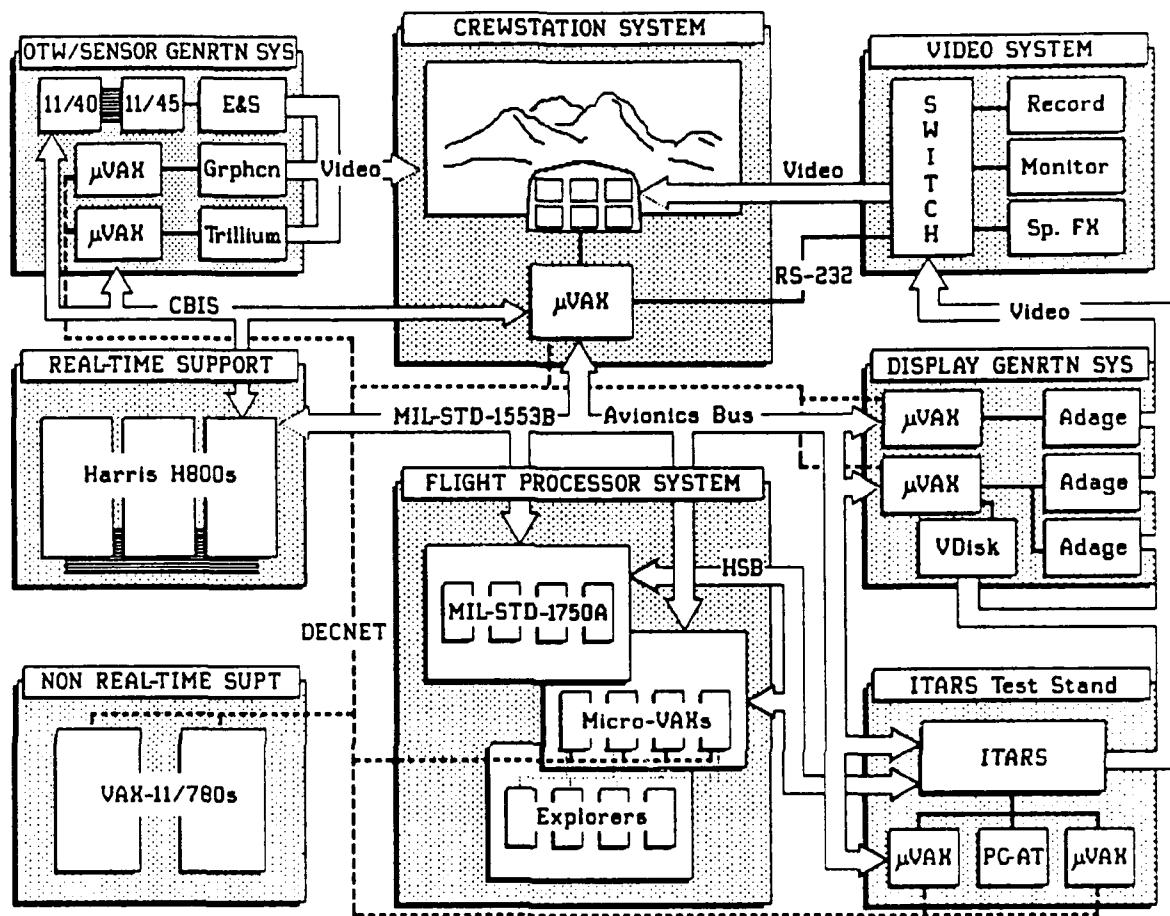 OTW/SENSOR GENRTN SYS
11/40
11/45
E&S
µVAX
Grphcn
µVAX
Trillium
Video
CREWSTATION SYSTEM
µVAX
VIDEO SYSTEM
SWITCH
Record
Monitor
Sp. FX
Video
RS-232
CBIS
Video
REAL-TIME SUPPORT
Harris H800s
MIL-STD-1553B
Avionics Bus
DISPLAY GENRTN SYS
µVAX
Adage
µVAX
Adage
VDisk
Adage
FLIGHT PROCESSOR SYSTEM
MIL-STD-1750A
HSB
Micro-VAXs
Explorers
DECNET
NON REAL-TIME SUPT
VAX-11/780s
ITARS Test Stand
ITARS
µVAX
PC-AT
µVAX